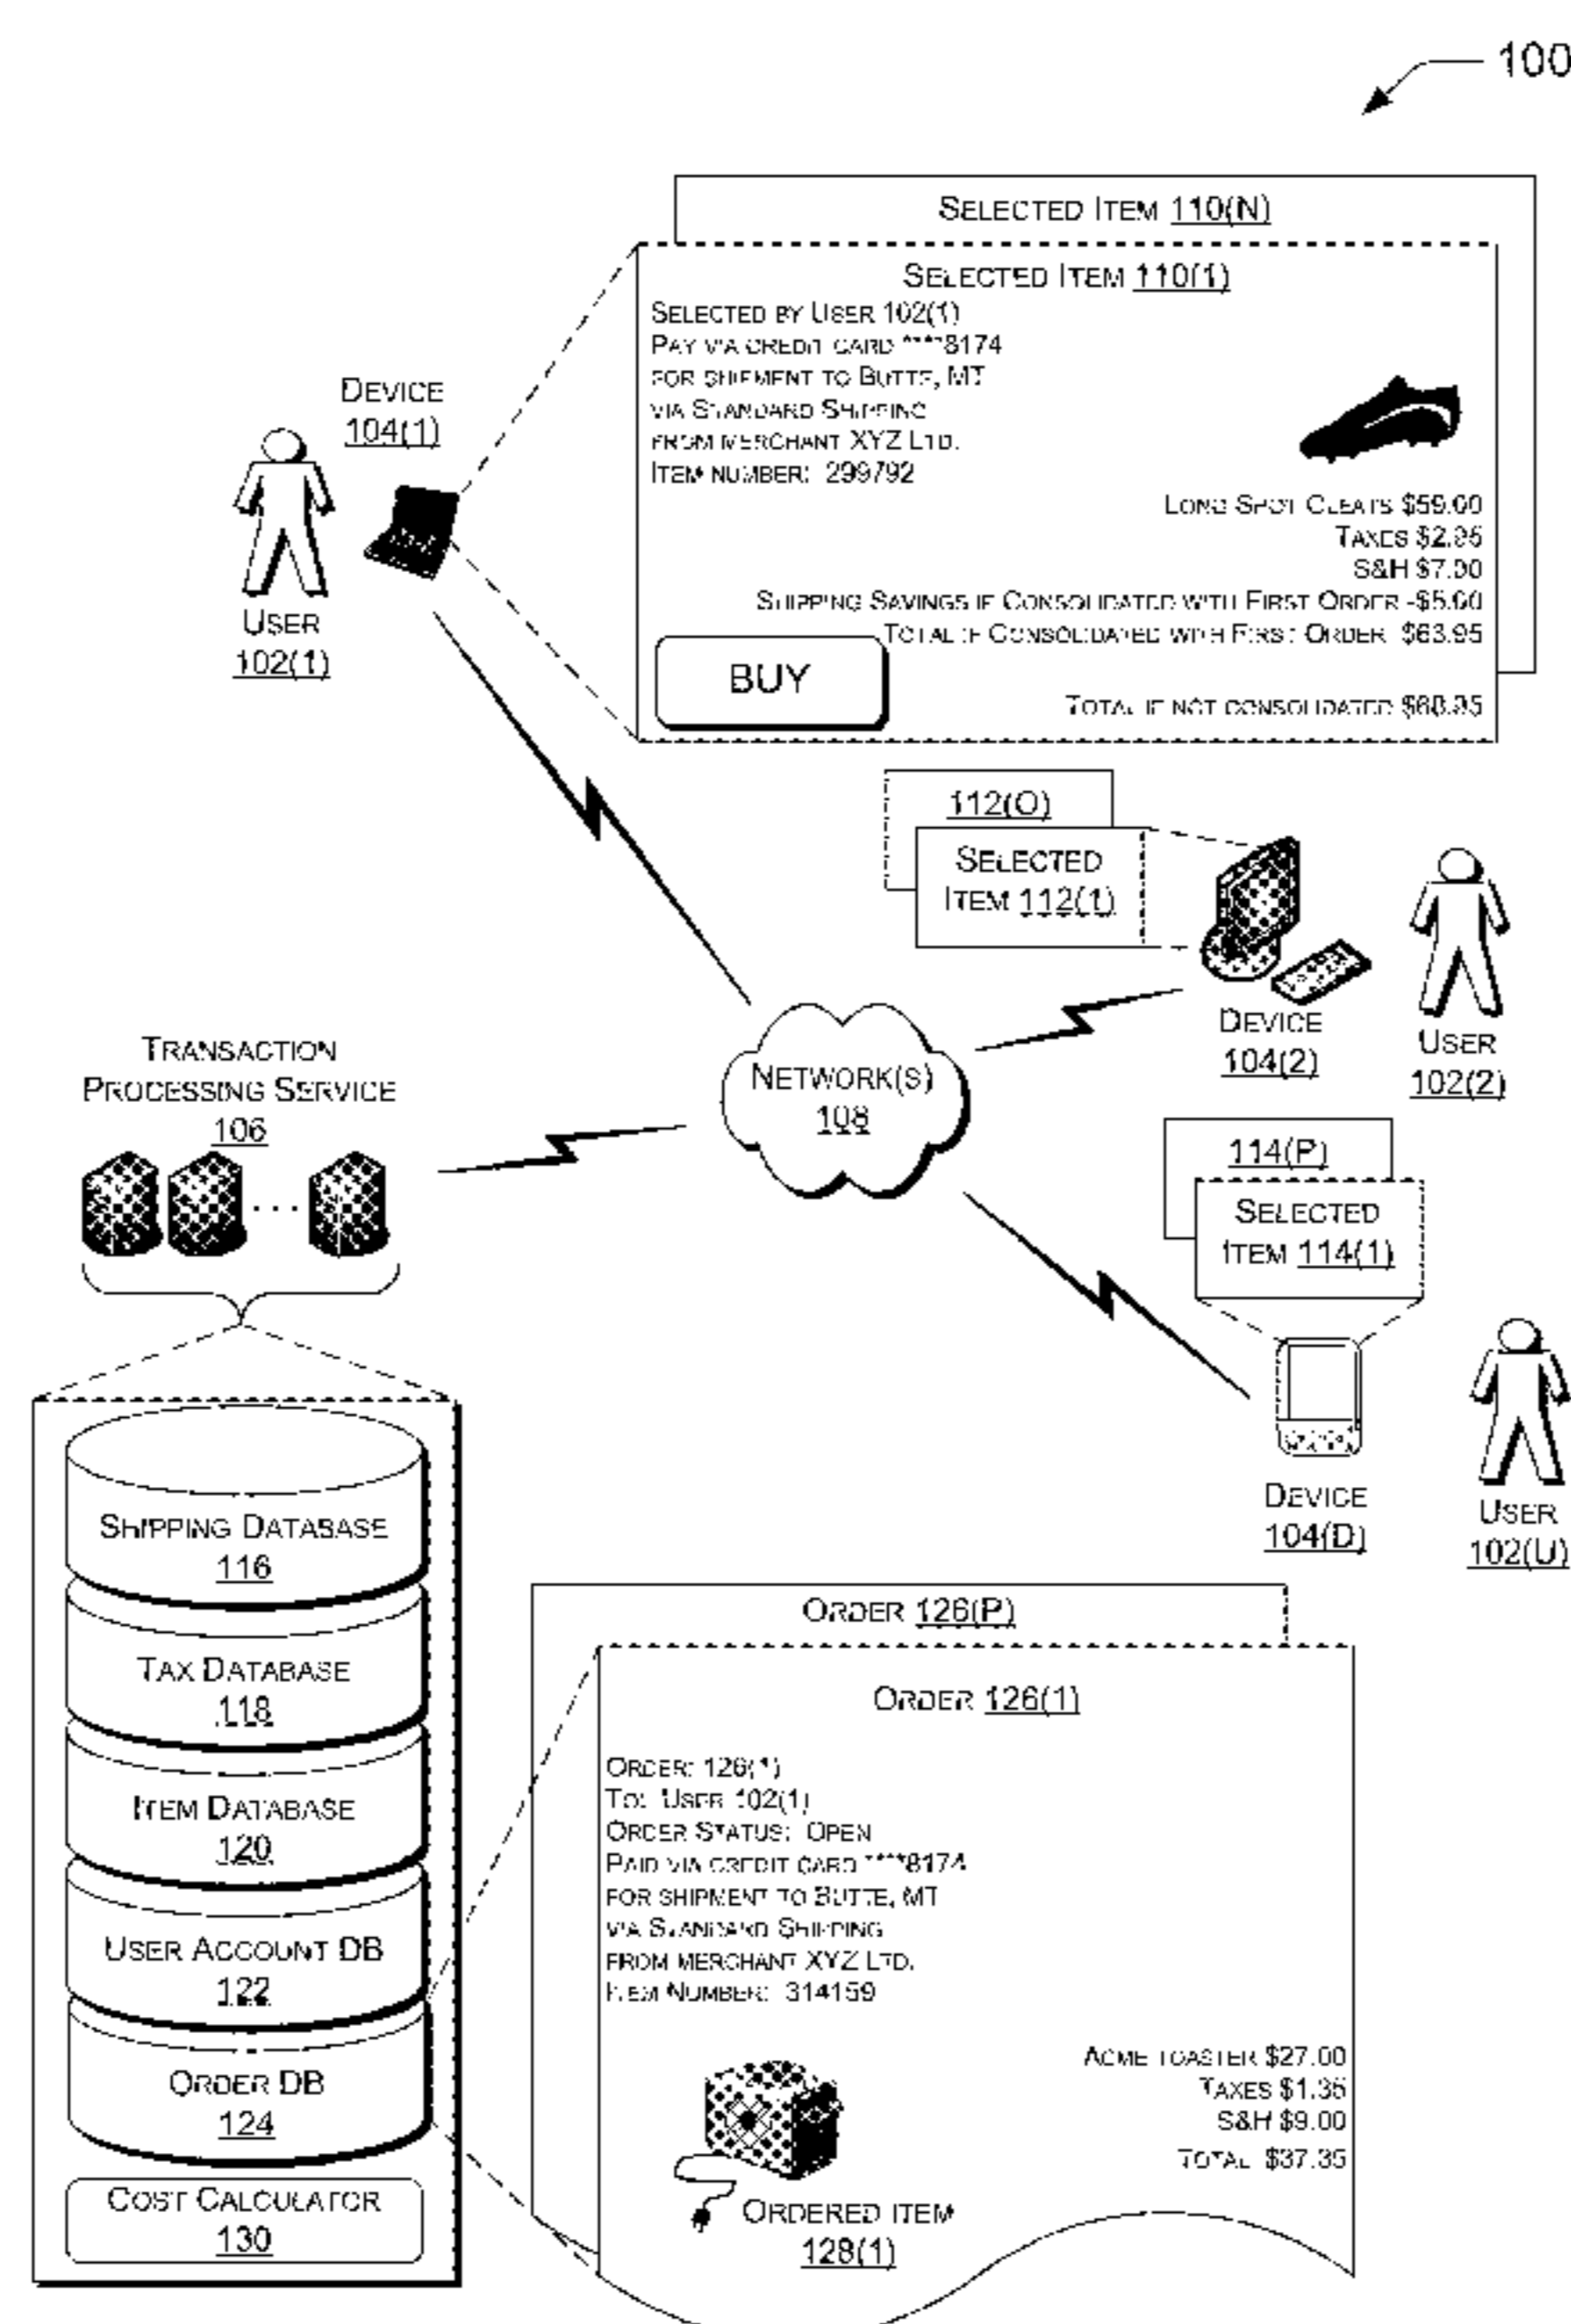 100
SELECTED ITEM 110(N)
SELECTED ITEM 110(1)
SELECTED BY USER 102(1)
PAY VIA CREDIT CARD ****8174
FOR SHIPMENT TO BUTTE, MT
VIA STANDARD SHIPPING
FROM MERCHANT XYZ LTD.
ITEM NUMBER: 299792
LONG SPOT CLEATS $59.00
TAXES $2.95
S&H $7.00
SHIPPING SAVINGS IF CONSOLIDATED WITH FIRST ORDER -$5.00
TOTAL IF CONSOLIDATED WITH FIRST ORDER $63.95
BUY
TOTAL IF NOT CONSOLIDATED $68.95
DEVICE
104(1)
USER
102(1)
112(O)
SELECTED
ITEM 112(1)
DEVICE
104(2)
USER
102(2)
TRANSACTION
PROCESSING SERVICE
106
NETWORK(S)
108
114(P)
SELECTED
ITEM 114(1)
DEVICE
104(D)
USER
102(U)
SHIPPING DATABASE
116
TAX DATABASE
118
ITEM DATABASE
120
USER ACCOUNT DB
122
ORDER DB
124
COST CALCULATOR
130
ORDER 126(P)
ORDER 126(1)
ORDER: 126(1)
TO: USER 102(1)
ORDER STATUS: OPEN
PAID VIA CREDIT CARD ****8174
FOR SHIPMENT TO BUTTE, MT
VIA STANDARD SHIPPING
FROM MERCHANT XYZ LTD.
ITEM NUMBER: 314159
ACME TOASTER $27.00
TAXES $1.35
S&H $9.00
TOTAL $37.35
ORDERED ITEM
128(1)